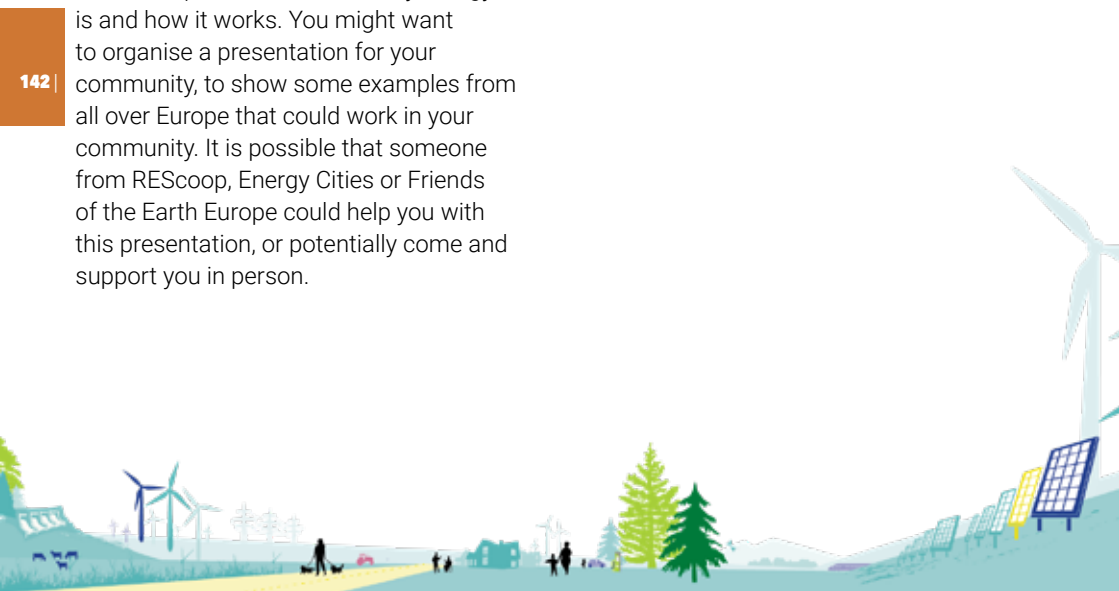 is and how it works. You might want
to organise a presentation for your
142 | community, to show some examples from
all over Europe that could work in your
community. It is possible that someone
from REScoop, Energy Cities or Friends
of the Earth Europe could help you with
this presentation, or potentially come and
support you in person.